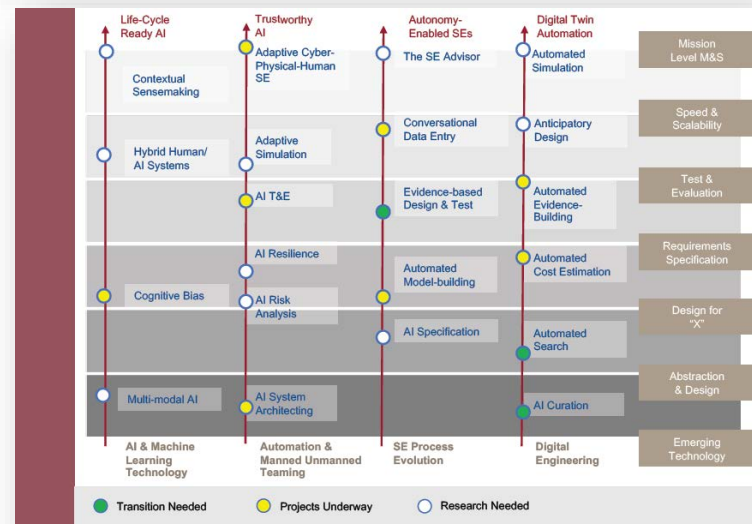 Life-Cycle
Ready AI
Trustworthy
AI
Autonomy-
Enabled SEs
Digital Twin
Automation
Contextual
Sensemaking
Hybrid Human/
AI Systems
Cognitive Bias
Multi-modal AI
AI & Machine
Learning
Technology
Adaptive Cyber-
Physical-Human
SE
Adaptive
Simulation
AI T&E
AI Resilience
AI Risk
Analysis
AI System
Architecting
Automation &
Manned Unmanned
Teaming
The SE Advisor
Conversational
Data Entry
Evidence-based
Design & Test
Automated
Model-building
AI Specification
SE Process
Evolution
Automated
Simulation
Anticipatory
Design
Automated
Evidence-
Building
Automated
Cost Estimation
Automated
Search
AI Curation
Digital
Engineering
Mission
Level M&S
Speed &
Scalability
Test &
Evaluation
Requirements
Specification
Design for
"X"
Abstraction
& Design
Emerging
Technology
Transition Needed
Projects Underway
Research Needed